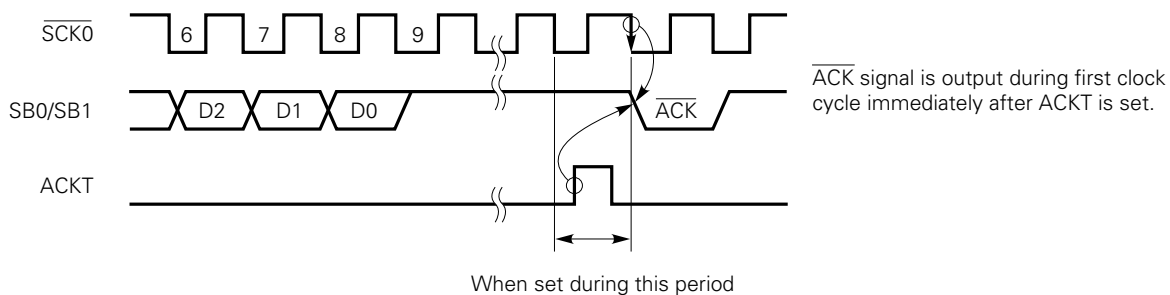 SCK0
6 7 8 9
SB0/SB1
D2 D1 D0 ACK
ACK signal is output during first clock
cycle immediately after ACKT is set.
ACKT
When set during this period